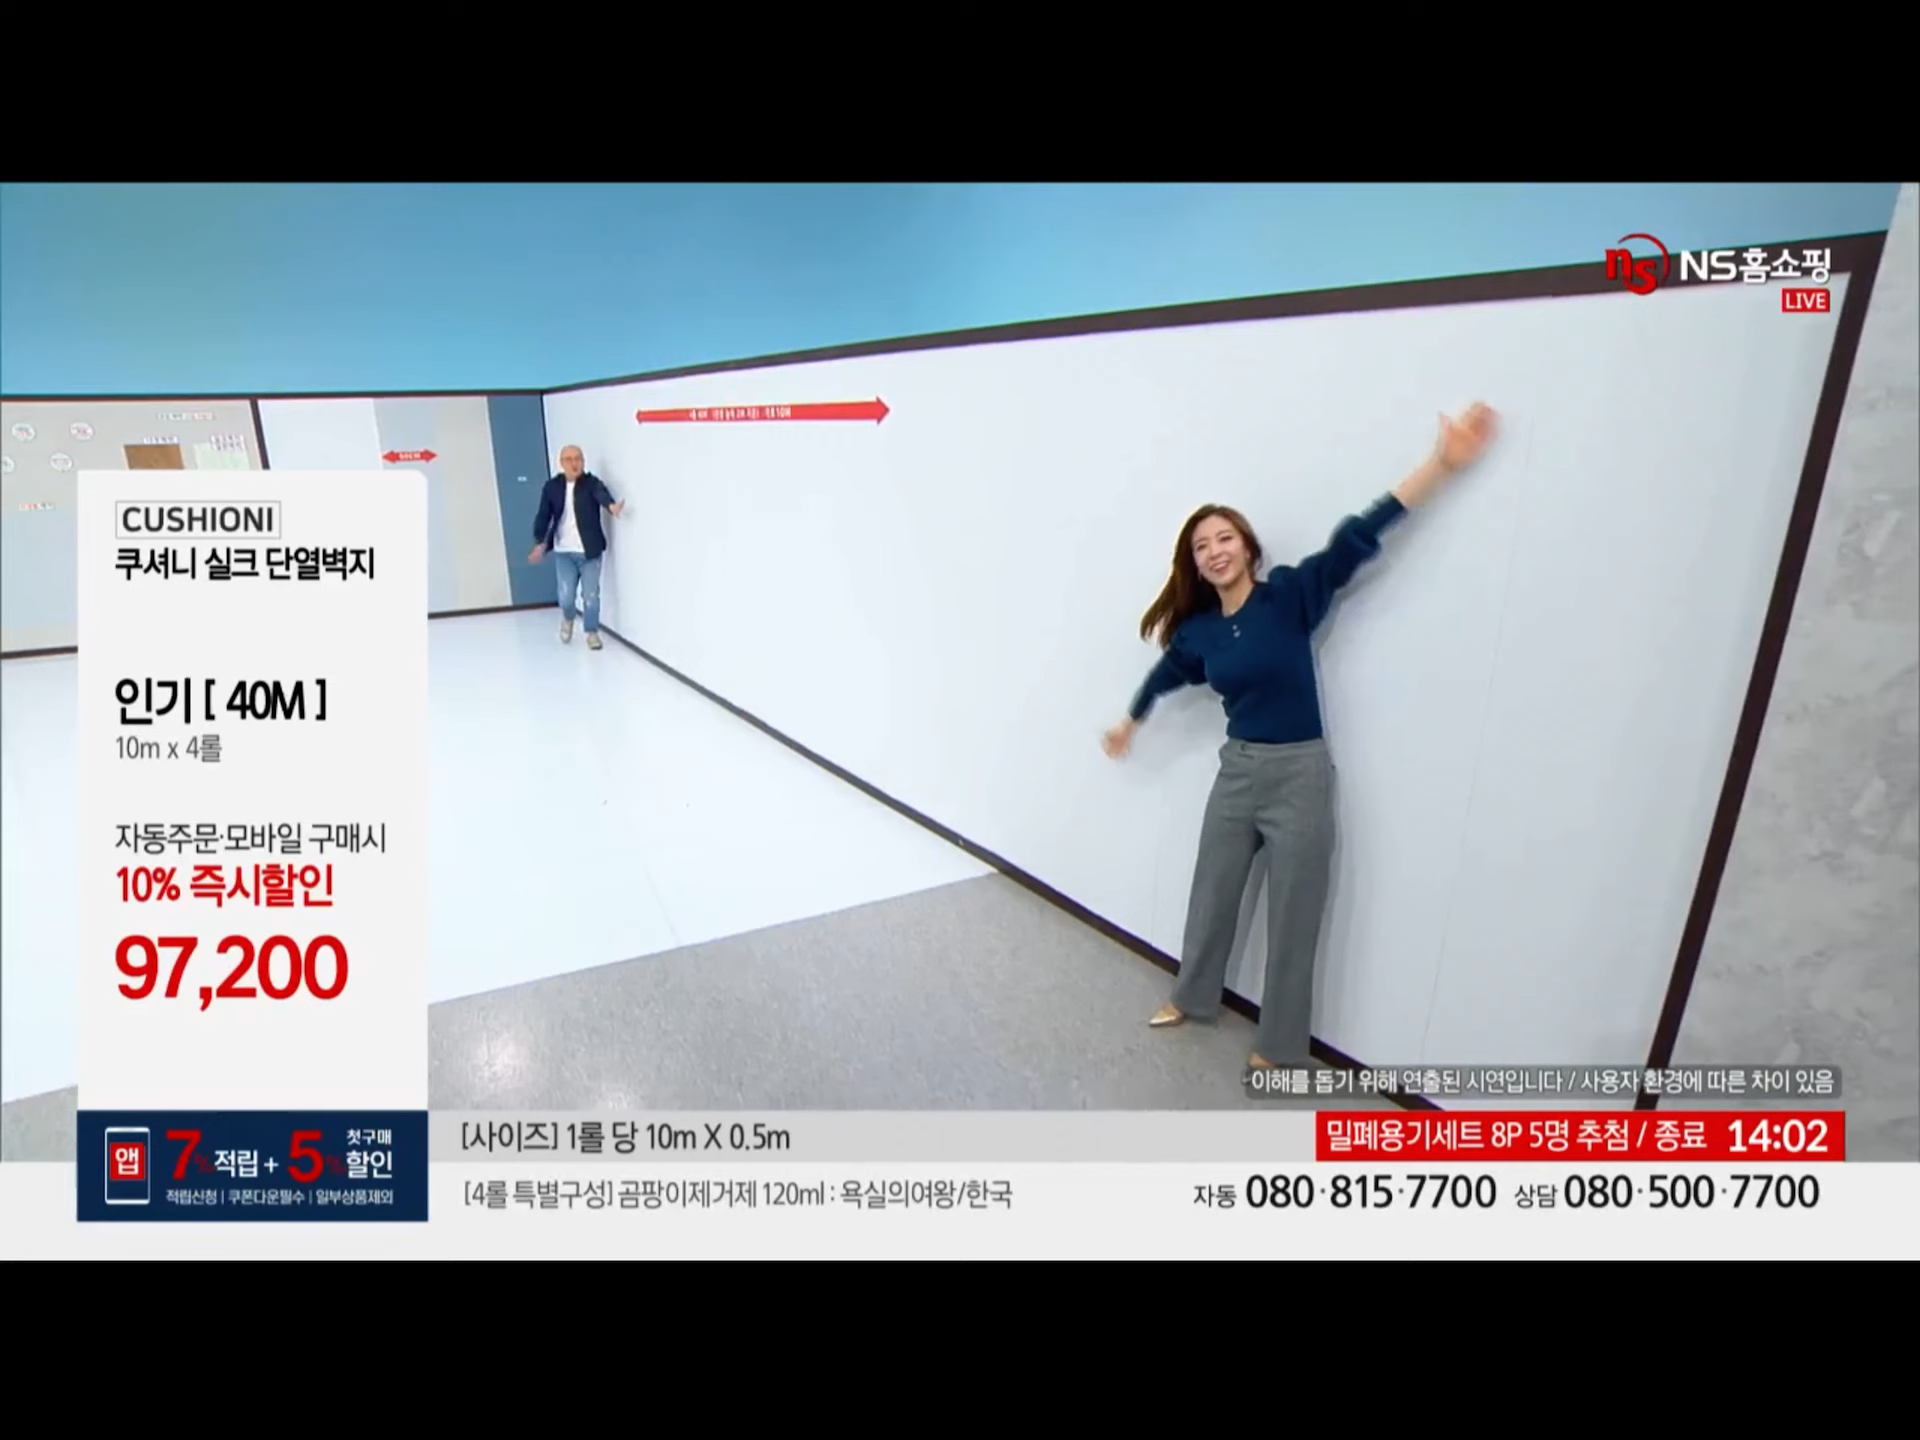 ns NS홈쇼핑
LIVE
CUSHIONI
쿠셔니 실크 단열벽지
인기 [ 40M ]
10m x 4롤
자동주문·모바일 구매시
10% 즉시할인
97,200
이해를 돕기 위해 연출된 시연입니다 / 사용자 환경에 따른 차이 있음
앱 7% 적립 + 5% 첫구매 할인
적립신청 | 쿠폰다운필수 | 일부상품제외
[사이즈] 1롤 당 10m X 0.5m
밀폐용기세트 8P 5명 추첨 / 종료 14:02
[4롤 특별구성] 곰팡이제거제 120ml : 욕실의여왕/한국
자동 080·815·7700 상담 080·500·7700